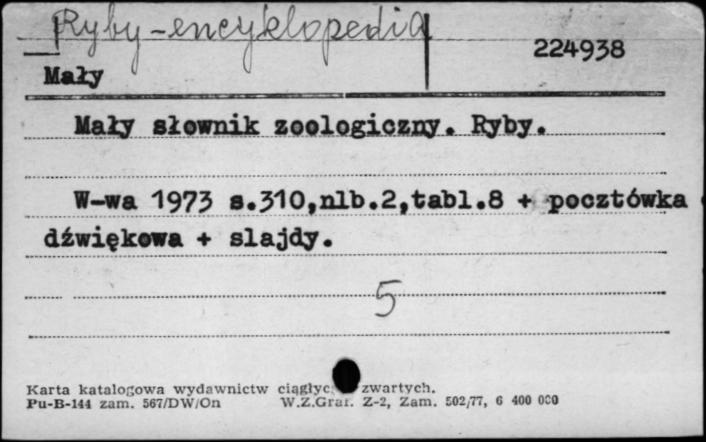 Ryby - encyklopedia
224938
Mały
Mały słownik zoologiczny. Ryby.
W-wa 1973 s.310,nlb.2,tabl.8 + pocztówka
dźwiękowa + slajdy.
5
Karta katalogowa wydawnictw zwartych.
Pu-B-144 zam. 567/DW/On W.Z.Graf. Z-2, Zam. 502/77, 6 400 000